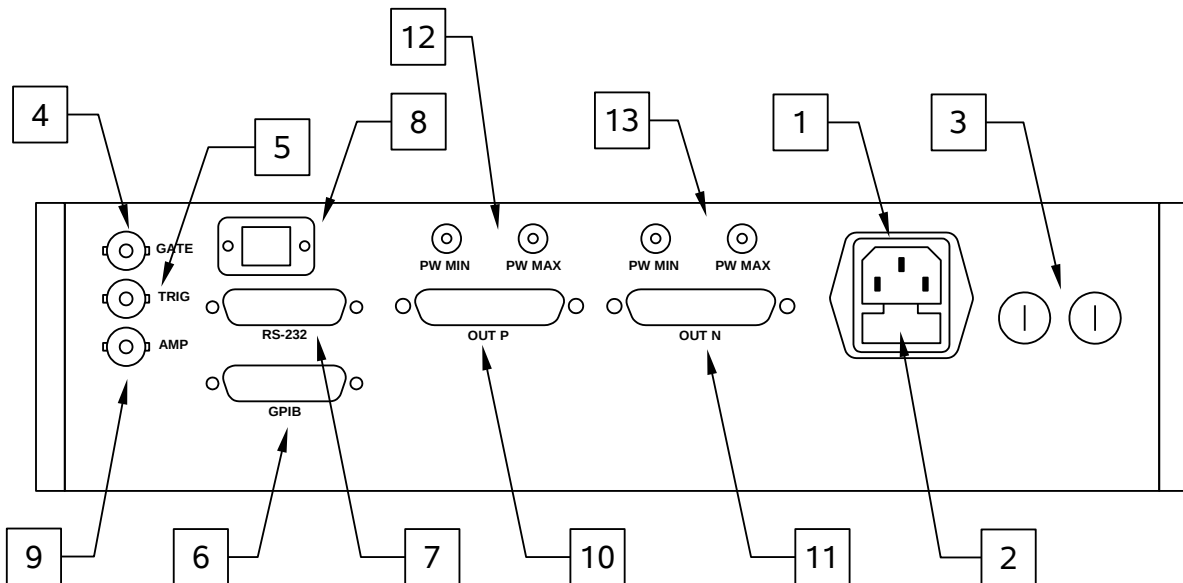 12
4
8
13
1
3
5
GATE
PW MIN
PW MAX
PW MIN
PW MAX
TRIG
RS-232
OUT P
OUT N
AMP
GPIB
9
6
7
10
11
2